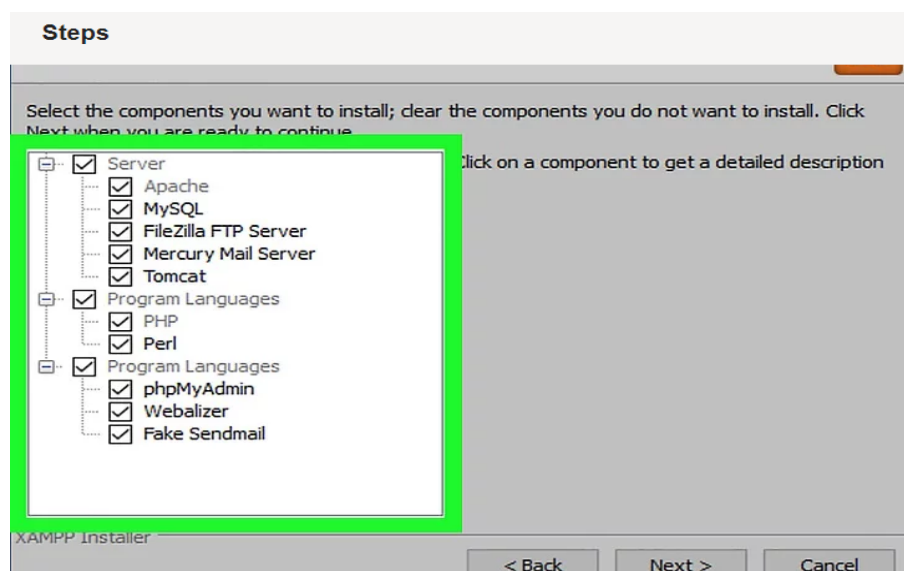 Steps
Select the components you want to install; clear the components you do not want to install. Click
Next when you are ready to continue
Click on a component to get a detailed description
Server
Apache
MySQL
FileZilla FTP Server
Mercury Mail Server
Tomcat
Program Languages
PHP
Perl
Program Languages
phpMyAdmin
Webalizer
Fake Sendmail
XAMPP Installer
< Back
Next >
Cancel